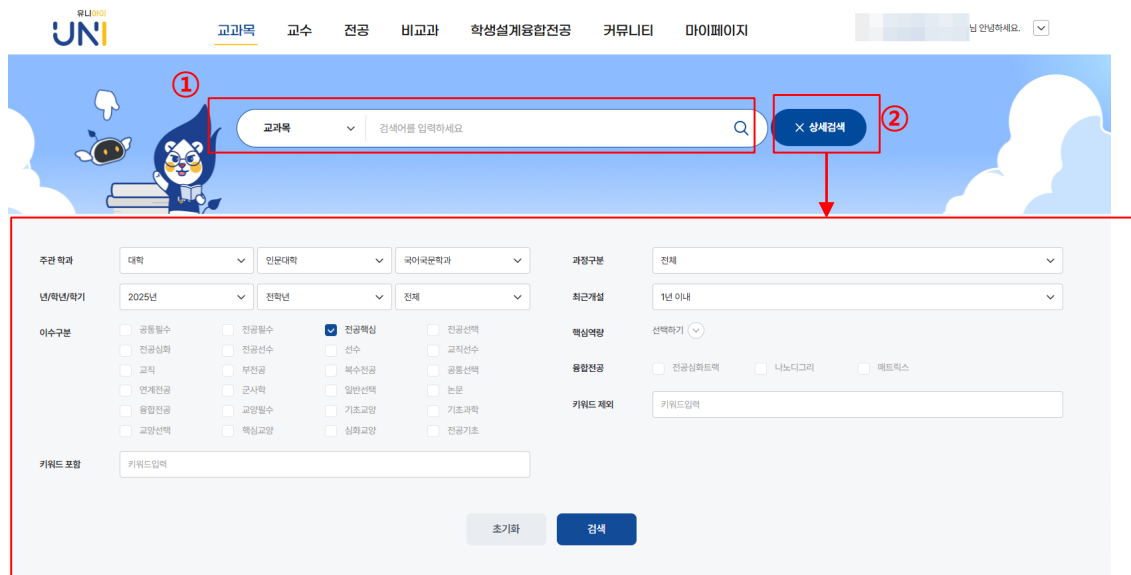 유니아이
UNI
교과목 교수 전공 비교과 학생설계융합전공 커뮤니티 마이페이지
님 안녕하세요.
①
교과목 검색어를 입력하세요
상세검색
②
주관 학과 대학 인문대학 국어국문학과 과정구분 전체
년/학년/학기 2025년 전학년 전체 최근개설 1년 이내
이수구분 공통필수 전공필수 전공핵심 전공선택 핵심역량 선택하기
전공심화 전공선수 선수 교직선수
교직 부전공 복수전공 공통선택 융합전공 전공심화트랙 나노디그리 매트릭스
연계전공 군사학 일반선택 논문
융합전공 교양필수 기초교양 기초과학 키워드 제외 키워드입력
교양선택 핵심교양 심화교양 전공기초
키워드 포함 키워드입력
초기화 검색